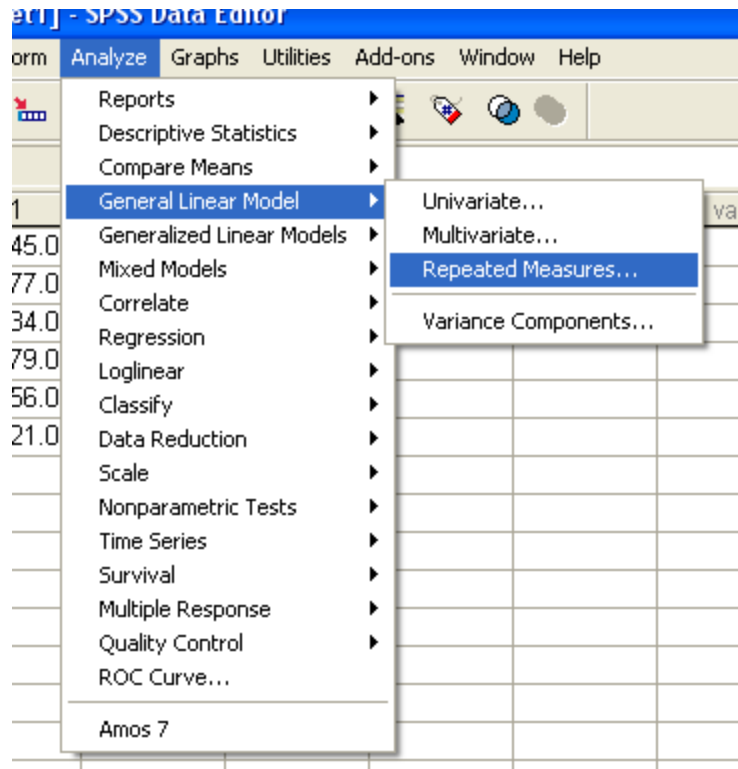 et1] - SPSS Data Editor
orm Analyze Graphs Utilities Add-ons Window Help
Reports
Descriptive Statistics
Compare Means
General Linear Model
Generalized Linear Models
Mixed Models
Correlate
Regression
Loglinear
Classify
Data Reduction
Scale
Nonparametric Tests
Time Series
Survival
Multiple Response
Quality Control
ROC Curve...
Amos 7
Univariate...
Multivariate...
Repeated Measures...
Variance Components...
1
va
45.0
77.0
34.0
79.0
56.0
21.0